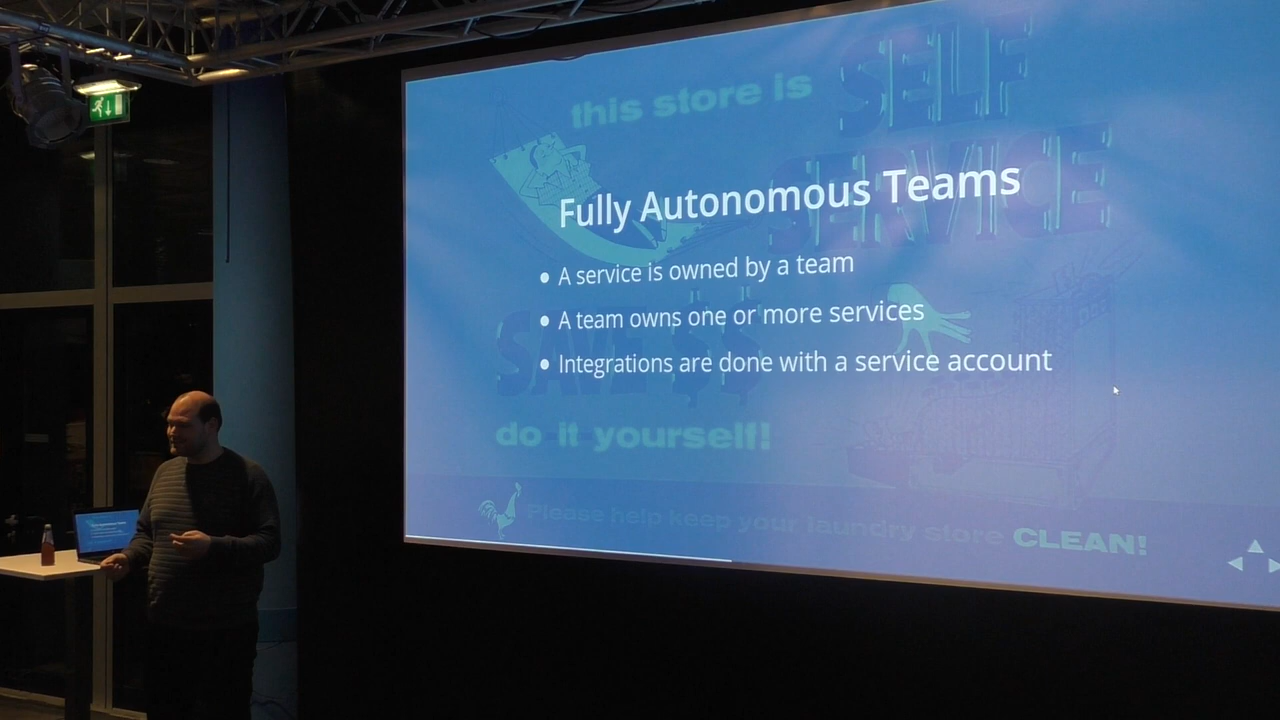 this store is
SELF
SERVICE
Fully Autonomous Teams
• A service is owned by a team
• A team owns one or more services
• Integrations are done with a service account
SAVE $$
do it yourself!
Please help keep your laundry store CLEAN!